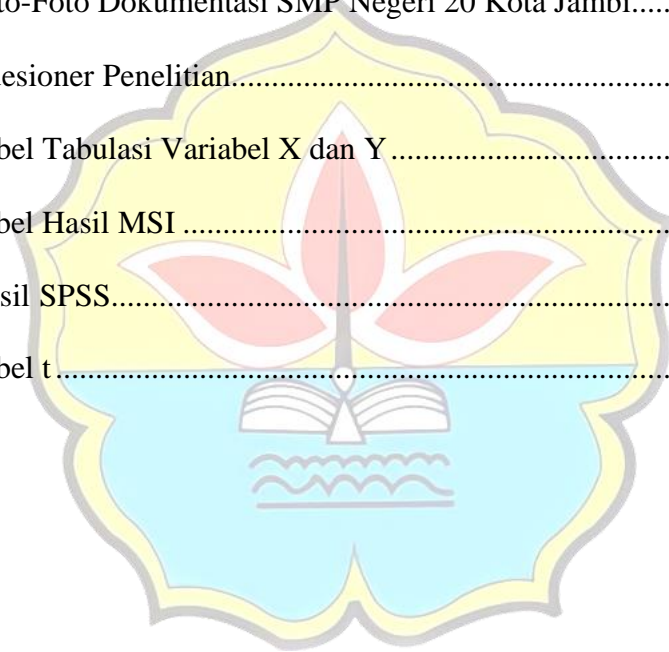 to-Foto Dokumentasi SMP Negeri 20 Kota Jambi.....
esioner Penelitian........................................................
bel Tabulasi Variabel X dan Y...................................
bel Hasil MSI ..............................................................
sil SPSS.......................................................................
bel t..............................................................................